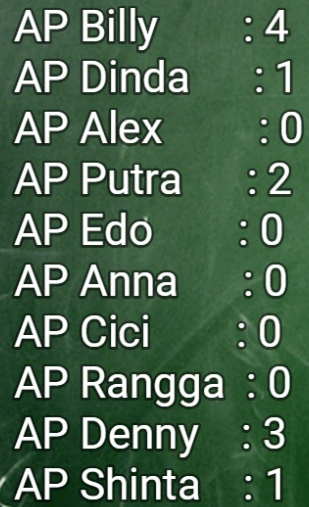 AP Billy : 4
AP Dinda : 1
AP Alex : 0
AP Putra : 2
AP Edo : 0
AP Anna : 0
AP Cici : 0
AP Rangga : 0
AP Denny : 3
AP Shinta : 1